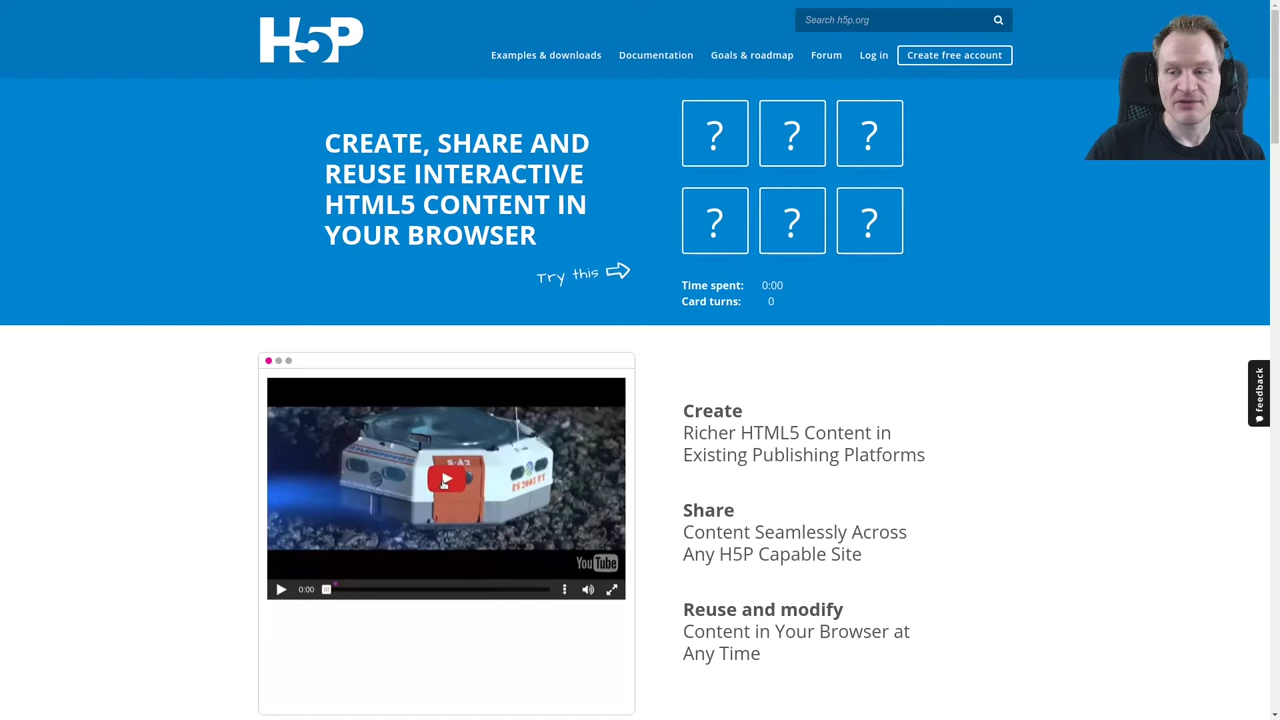 H5P
Search h5p.org
Examples & downloads
Documentation
Goals & roadmap
Forum
Log in
Create free account
CREATE, SHARE AND
REUSE INTERACTIVE
HTML5 CONTENT IN
YOUR BROWSER
Try this
? ? ?
? ? ?
Time spent: 0:00
Card turns: 0
S-A2
YouTube
0:00
Create
Richer HTML5 Content in
Existing Publishing Platforms
Share
Content Seamlessly Across
Any H5P Capable Site
Reuse and modify
Content in Your Browser at
Any Time
feedback